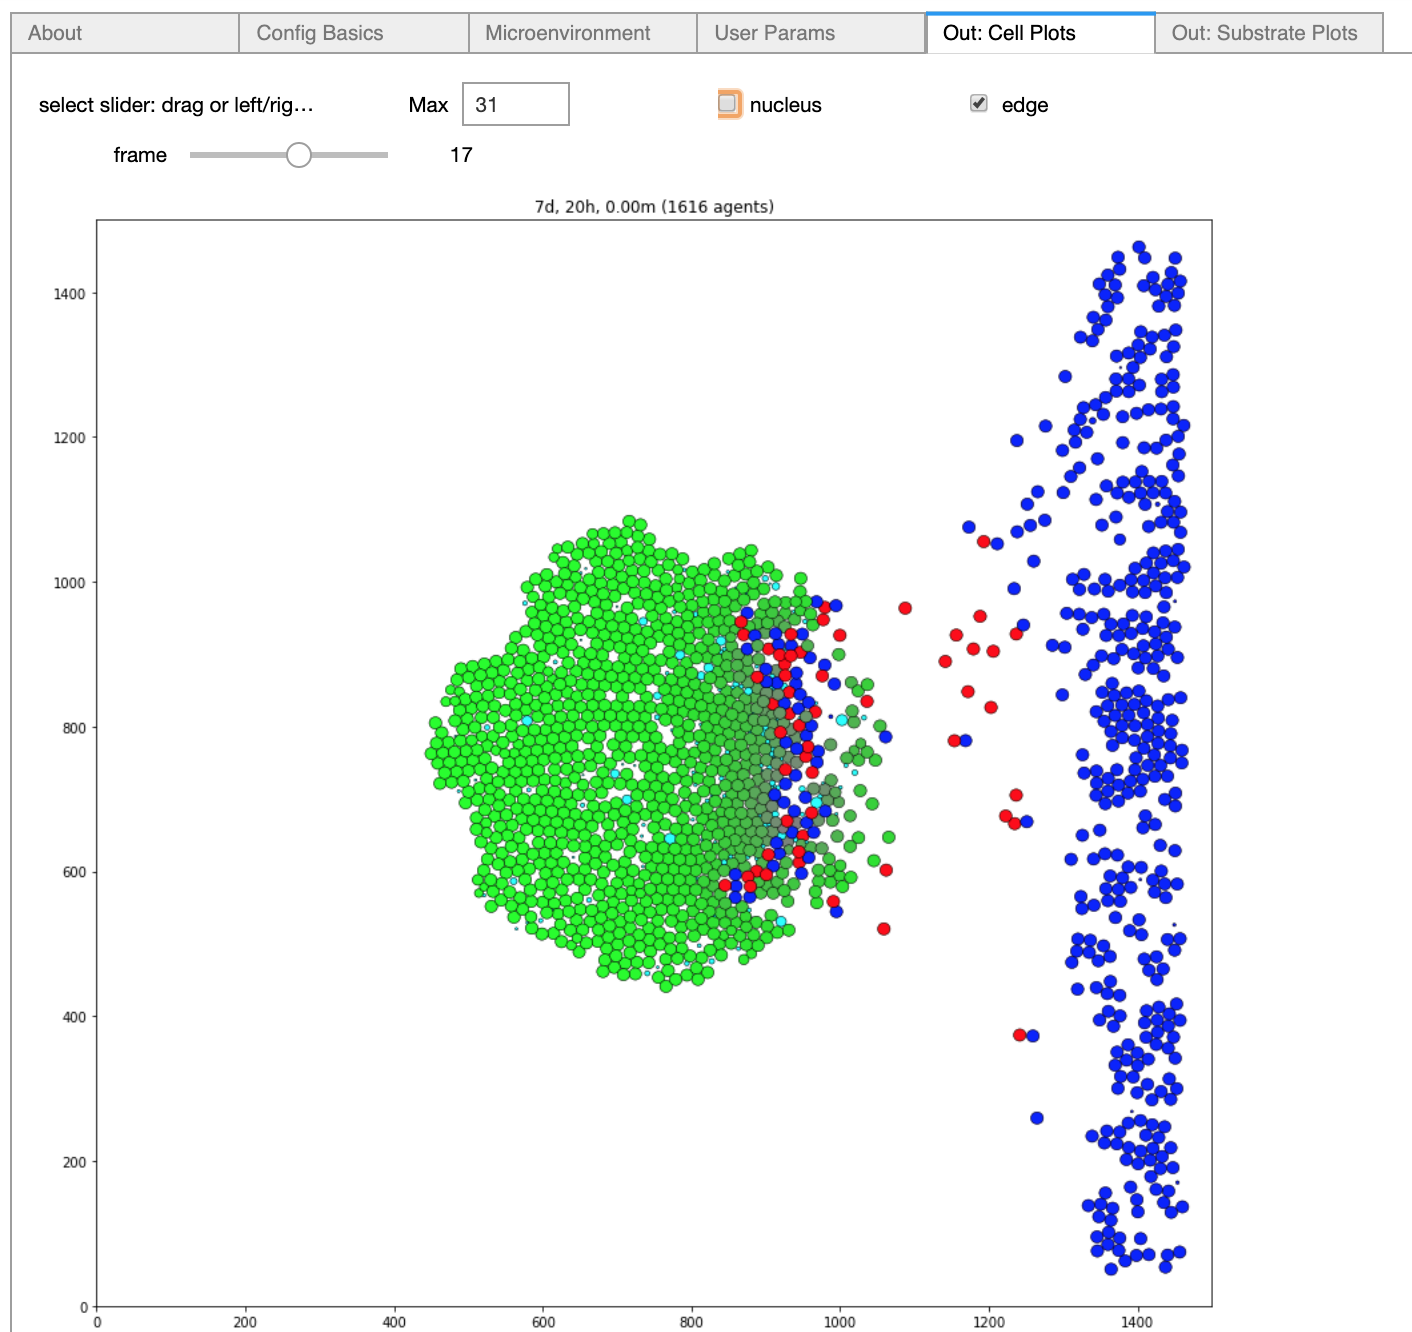 About Config Basics Microenvironment User Params Out: Cell Plots Out: Substrate Plots
select slider: drag or left/rig... Max 31 nucleus edge
frame 17
7d, 20h, 0.00m (1616 agents)
1400
1200
1000
800
600
400
200
0
0 200 400 600 800 1000 1200 1400